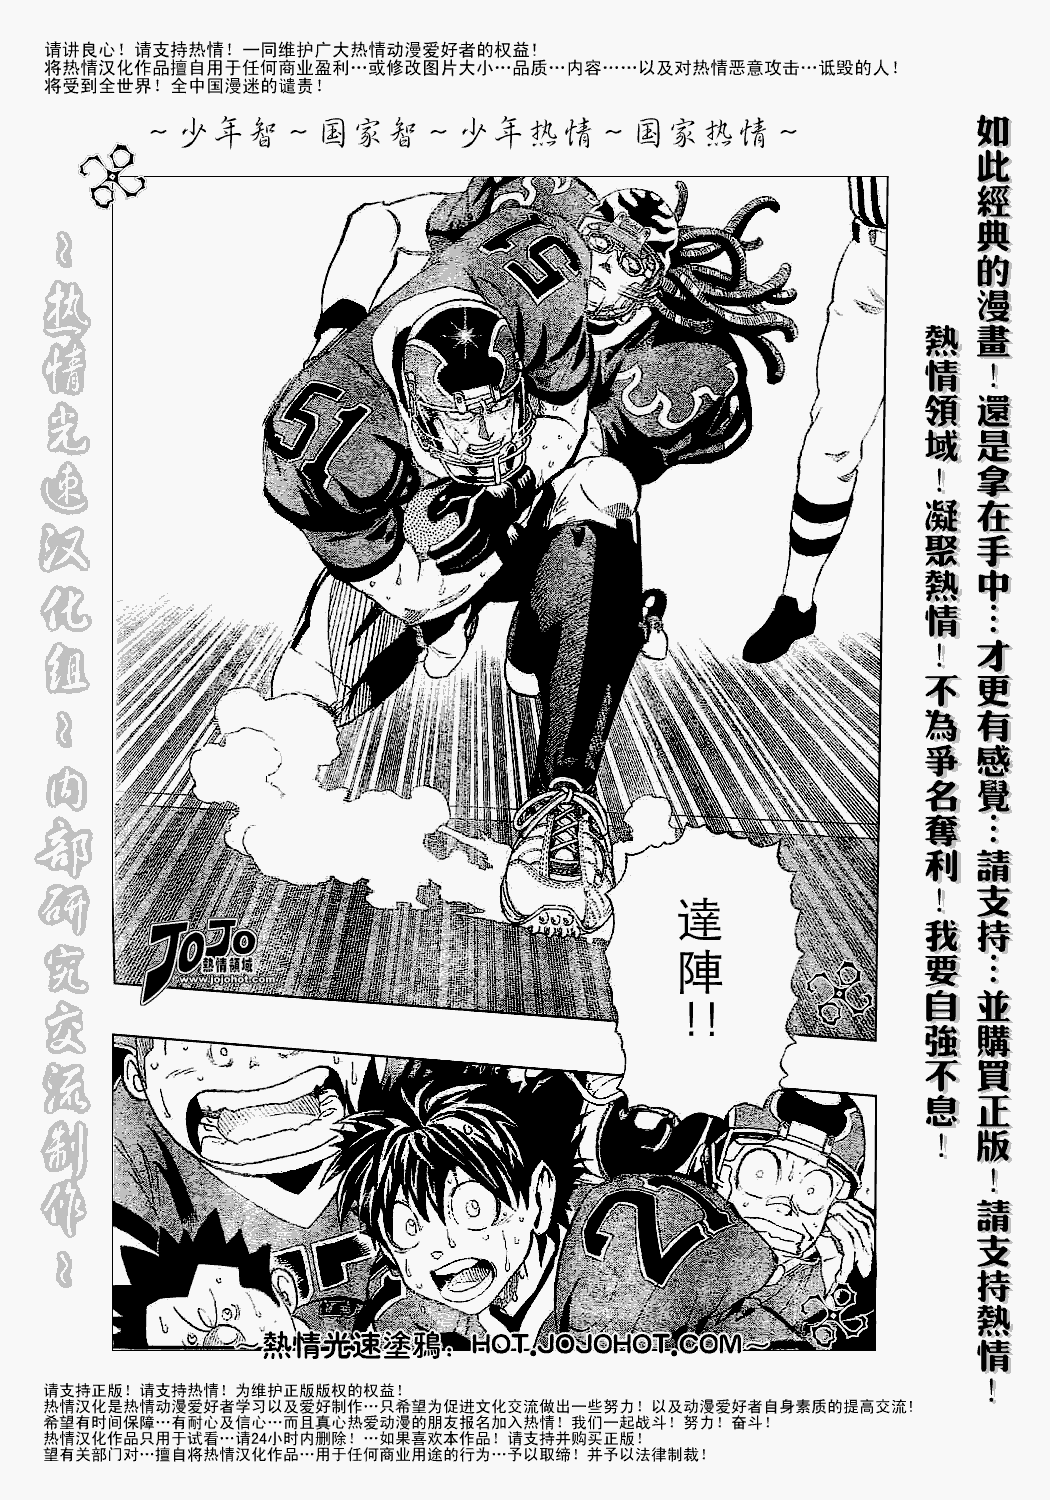 请讲良心！请支持热情！一同维护广大热情动漫爱好者的权益！
将热情汉化作品擅自用于任何商业盈利…或修改图片大小…品质…内容……以及对热情恶意攻击…诋毁的人！
将受到全世界！全中国漫迷的谴责！
～少年智～国家智～少年热情～国家热情～
如此經典的漫畫！還是拿在手中…才更有感覺…請支持…並購買正版！請支持熱情！
熱情領域！凝聚熱情！不為爭名奪利！我要自強不息！
～热情光速汉化组～内部研究交流制作～
51
51
達陣！！
JOJO
熱情領域
www.jojohot.com
21
～熱情光速塗鴉：HOT.JOJOHOT.COM～
请支持正版！请支持热情！为维护正版版权的权益！
热情汉化是热情动漫爱好者学习以及爱好制作…只希望为促进文化交流做出一些努力！以及动漫爱好者自身素质的提高交流！
希望有时间保障…有耐心及信心…而且真心热爱动漫的朋友报名加入热情！我们一起战斗！努力！奋斗！
热情汉化作品只用于试看…请24小时内删除！…如果喜欢本作品！请支持并购买正版！
望有关部门对…擅自将热情汉化作品…用于任何商业用途的行为…予以取缔！并予以法律制裁！